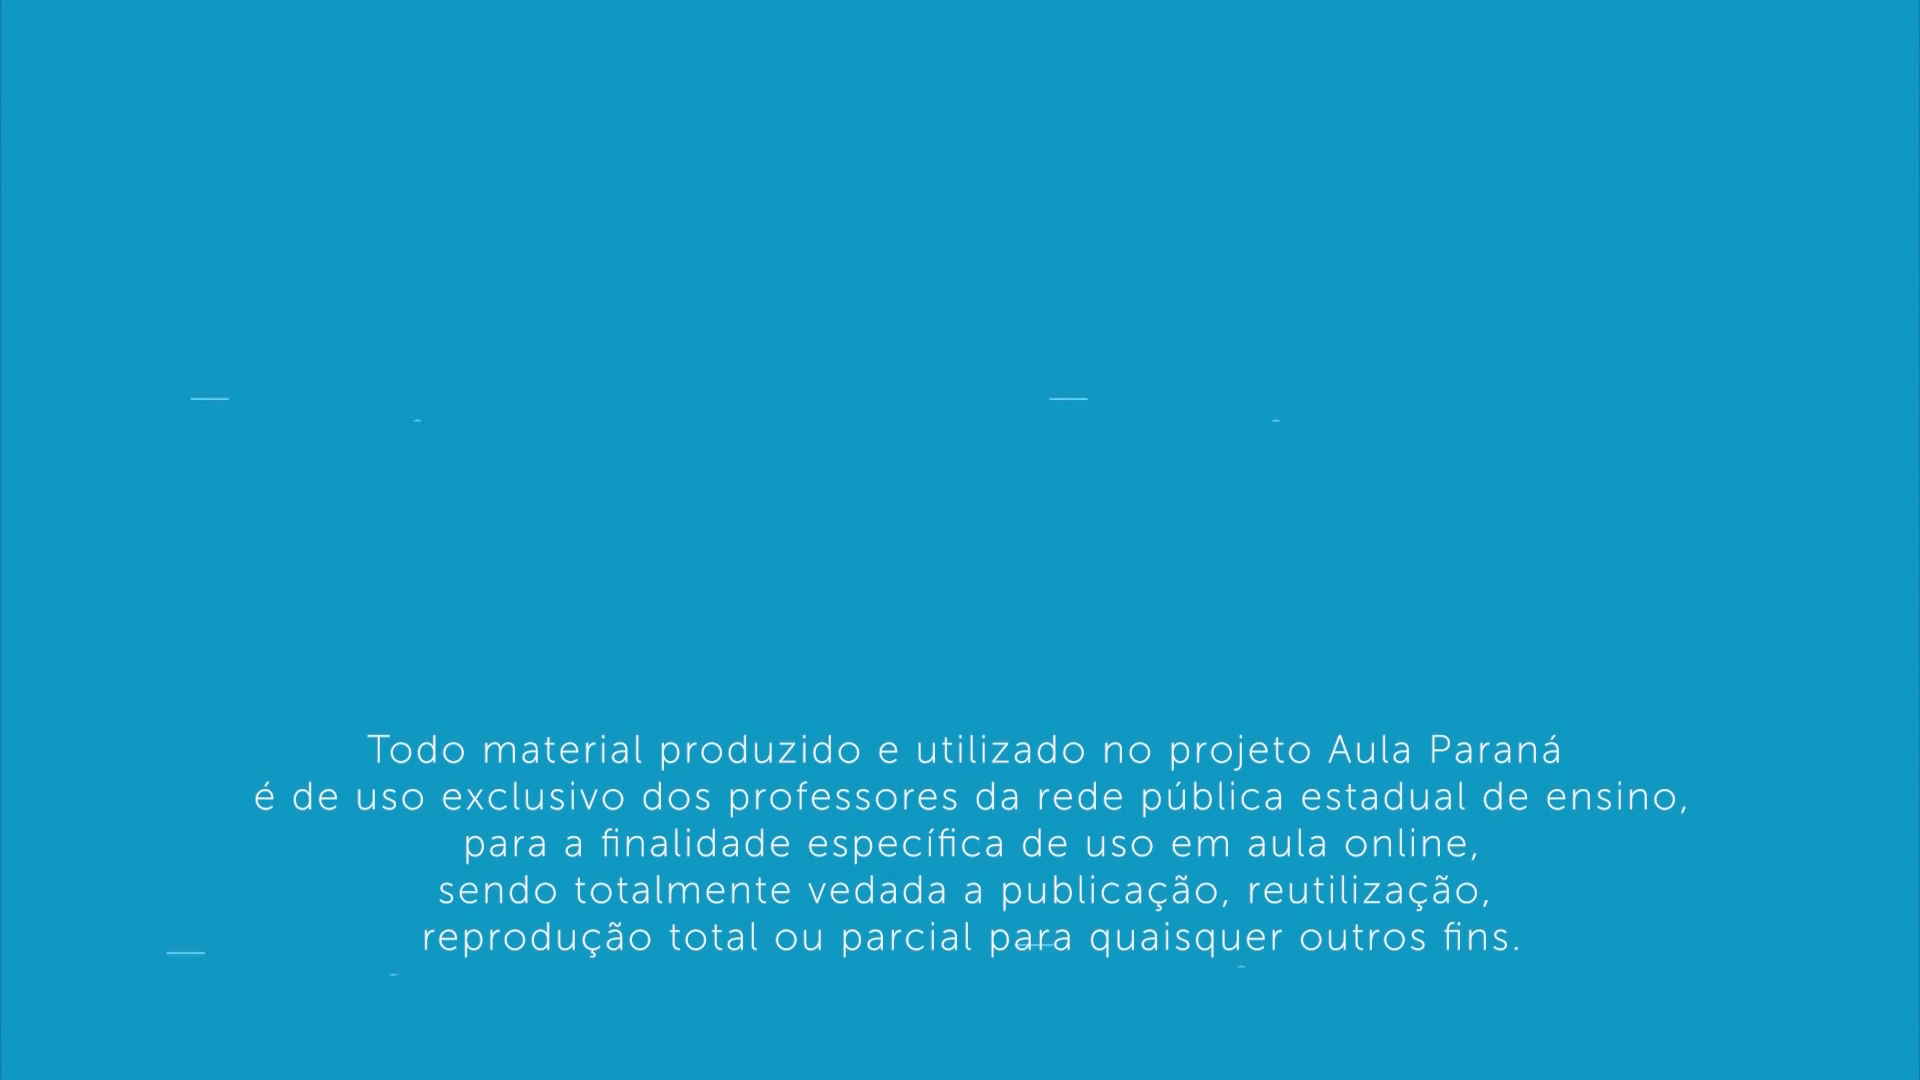 Todo material produzido e utilizado no projeto Aula Paraná
é de uso exclusivo dos professores da rede pública estadual de ensino,
para a finalidade específica de uso em aula online,
sendo totalmente vedada a publicação, reutilização,
reprodução total ou parcial para quaisquer outros fins.